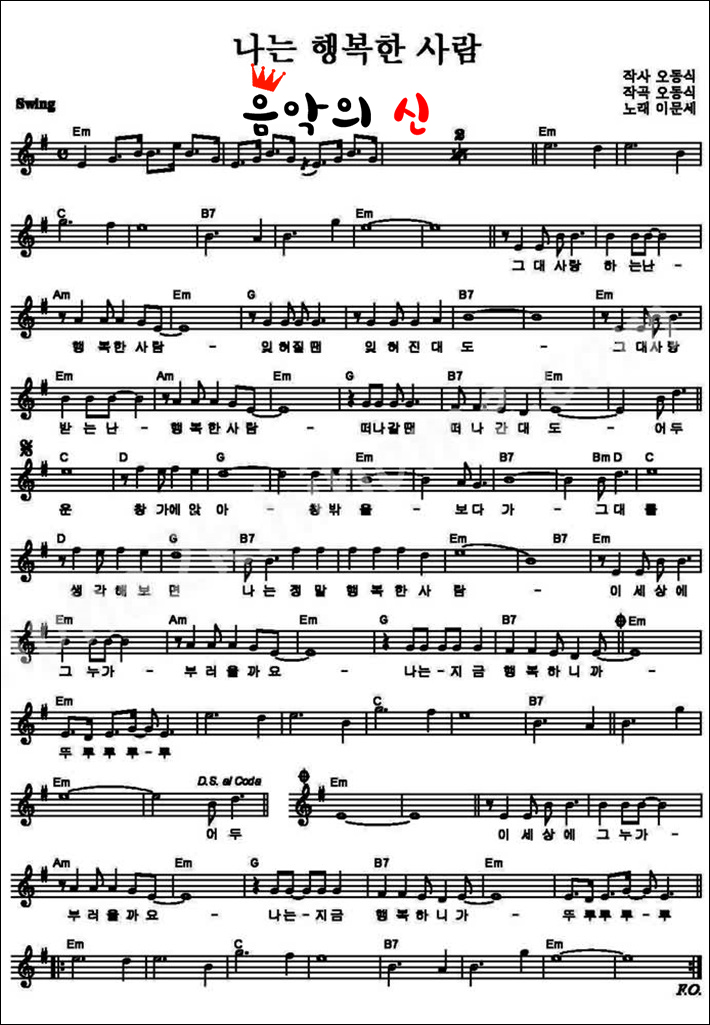 나는 행복한 사람
작사 오동식
작곡 오동식
노래 이문세
Swing
음악의 신
Em 2 Em
C B7 Em
그 대 사랑 하 는난 -
Am Em G B7 Em
행 복한 사람 - 잊혀질땐 잊 혀 진 대 도 - 그 대사랑
Em Am Em G B7 Em
받 는 난 - 행 복한 사 람 - 떠나갈땐 떠 나 간 대 도 - 어두
C D G Em B7 Bm D C
운 창 가에 앉 아 - 창밖 을 - 보다 가 - 그대 를
D G B7 Em
생 각 해 보 면 나 는 정 말 행 복 한 사 람 - 이 세 상 에
Em Am Em G B7 Em
그 누가 - 부 러 울 까 요 - 나는-지 금 행 복 하 니 까 -
Em C B7
뚜 루 루 루 - 루
Em D.S. al Coda Em
어 두 이 세 상 에 그 누 가 -
Am Em G B7 Em
부 러 울 까 요 - 나 는-지 금 행 복 하 니 가 - 뚜 루 루 루 - 루
Em C B7 Em
F.O.